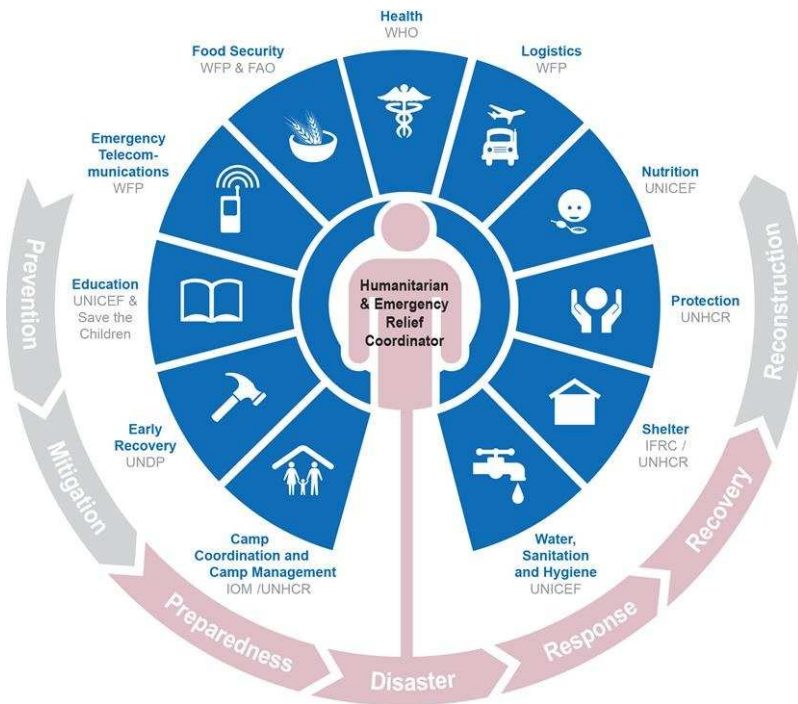 Health
WHO
Logistics
WFP
Nutrition
UNICEF
Protection
UNHCR
Shelter
IFRC /
UNHCR
Water,
Sanitation
and Hygiene
UNICEF
Camp
Coordination and
Camp Management
IOM /UNHCR
Early
Recovery
UNDP
Education
UNICEF &
Save the
Children
Emergency
Telecom-
munications
WFP
Food Security
WFP & FAO
Humanitarian
& Emergency
Relief
Coordinator
Prevention
Mitigation
Preparedness
Disaster
Response
Recovery
Reconstruction